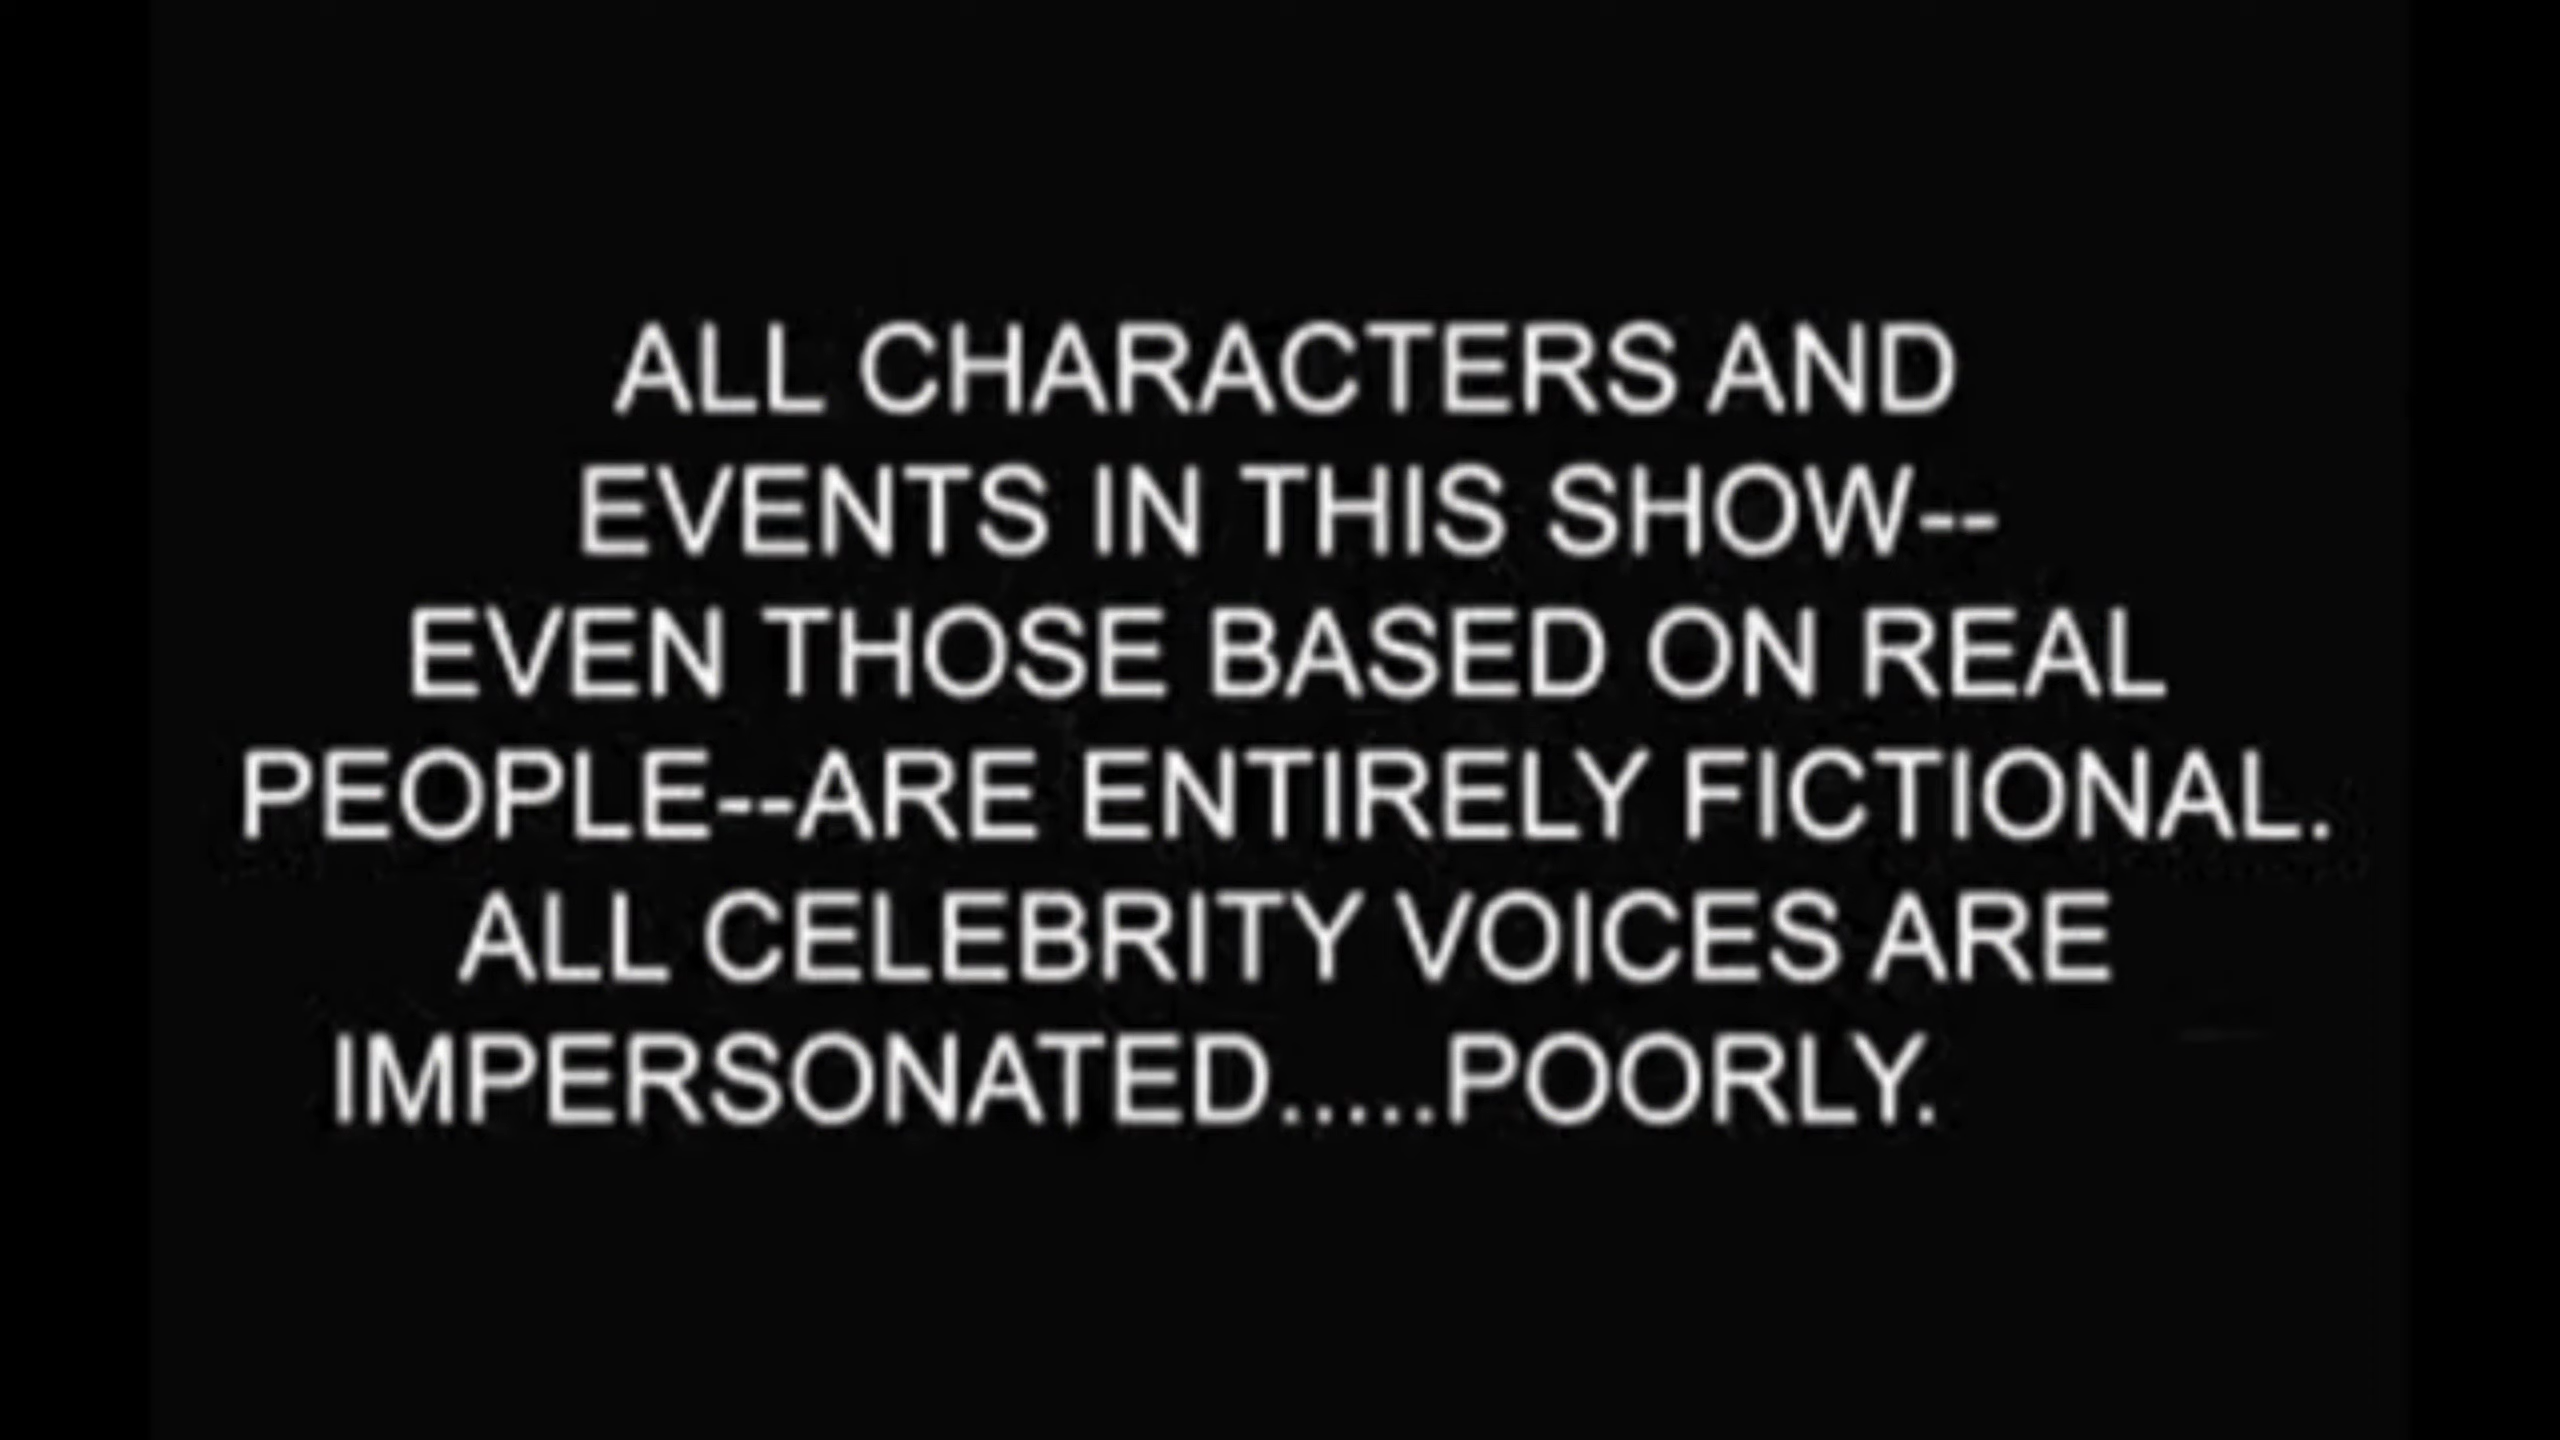 ALL CHARACTERS AND
EVENTS IN THIS SHOW--
EVEN THOSE BASED ON REAL
PEOPLE--ARE ENTIRELY FICTIONAL.
ALL CELEBRITY VOICES ARE
IMPERSONATED.....POORLY.